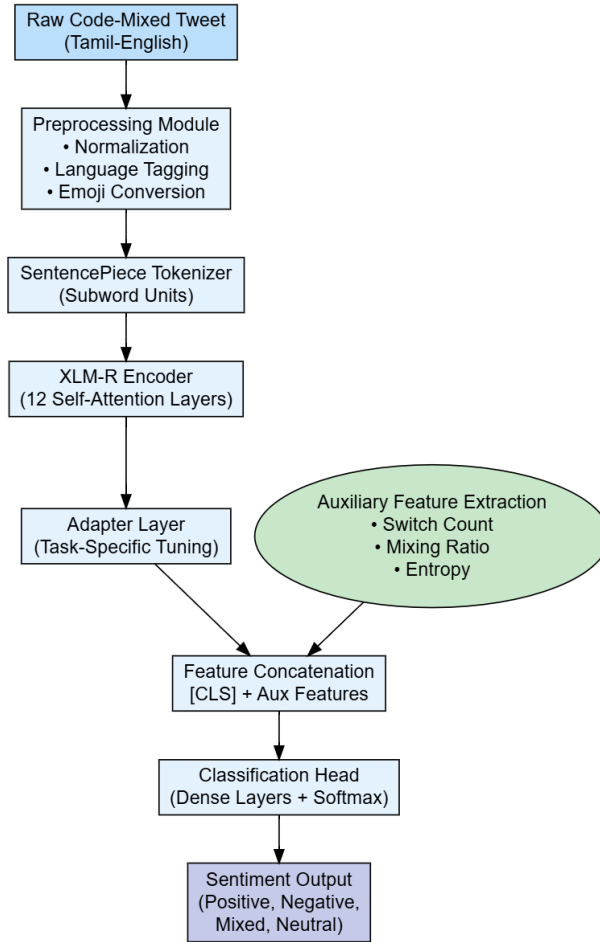 Raw Code-Mixed Tweet
(Tamil-English)
Preprocessing Module
• Normalization
• Language Tagging
• Emoji Conversion
SentencePiece Tokenizer
(Subword Units)
XLM-R Encoder
(12 Self-Attention Layers)
Adapter Layer
(Task-Specific Tuning)
Auxiliary Feature Extraction
• Switch Count
• Mixing Ratio
• Entropy
Feature Concatenation
[CLS] + Aux Features
Classification Head
(Dense Layers + Softmax)
Sentiment Output
(Positive, Negative,
Mixed, Neutral)